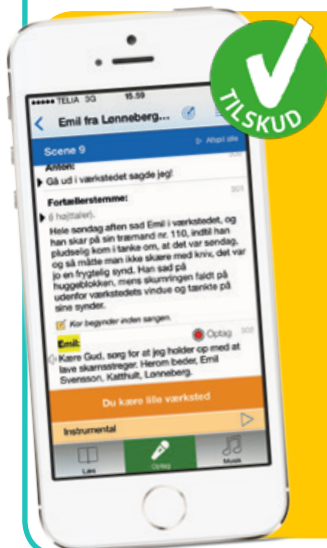 TELIA 3G 15.59
Emil fra Lønneberg...
Scene 9
Afspil alle
Anton:
Gå ud i værkstedet sagde jeg!
Fortællerstemme:
301
(i højttaler).
Hele søndag aften sad Emil i værkstedet, og
han skar på sin træmand nr. 110, indtil han
pludselig kom i tanke om, at det var søndag,
og så måtte man ikke skære med kniv, det var
jo en frygtelig synd. Han sad på
huggeblokken, mens skumringen faldt på
udenfor værkstedets vindue og tænkte på
sine synder.
Kor begynder inden sangen.
Emil:
Optag
302
Kære Gud, sørg for at jeg holder op med at
lave skarnsstreger. Herom beder, Emil
Svensson, Katthult, Lønneberg.
Du kære lille værksted
Instrumental
Læs
Optag
Musik
TILSKUD